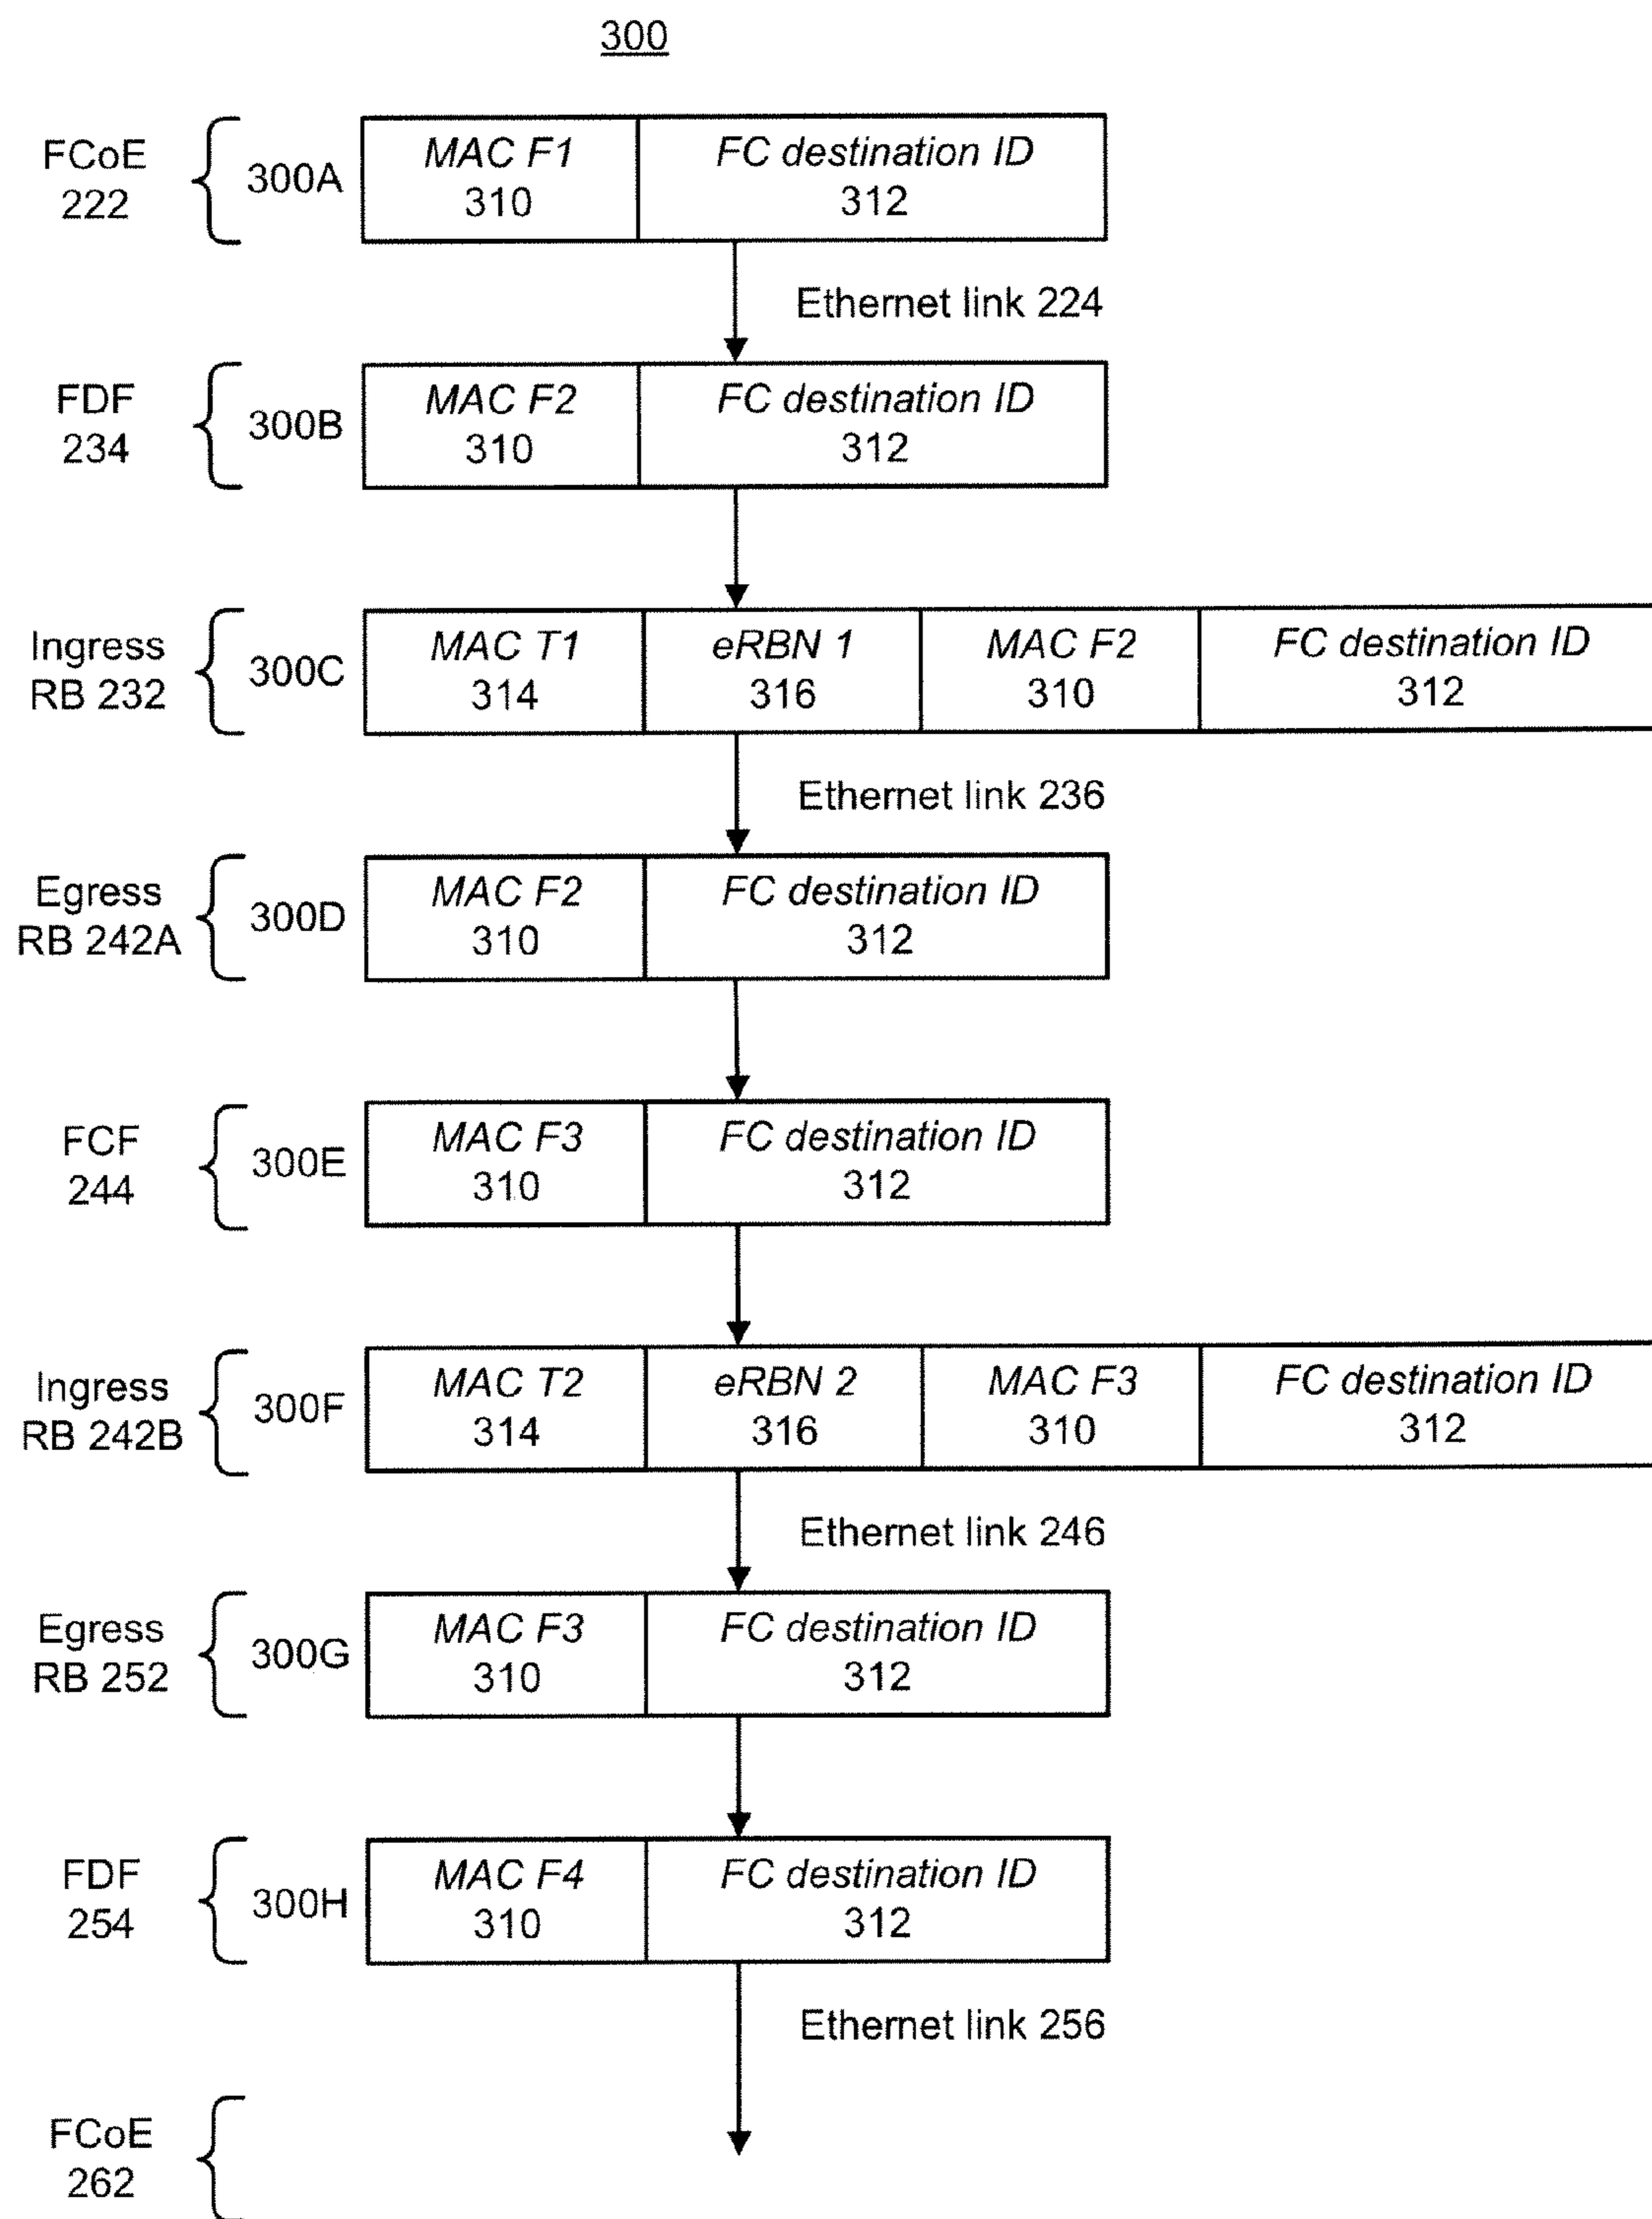 300
FCoE
222
300A
MAC F1
310
FC destination ID
312
Ethernet link 224
FDF
234
300B
MAC F2
310
FC destination ID
312
Ingress
RB 232
300C
MAC T1
314
eRBN 1
316
MAC F2
310
FC destination ID
312
Ethernet link 236
Egress
RB 242A
300D
MAC F2
310
FC destination ID
312
FCF
244
300E
MAC F3
310
FC destination ID
312
Ingress
RB 242B
300F
MAC T2
314
eRBN 2
316
MAC F3
310
FC destination ID
312
Ethernet link 246
Egress
RB 252
300G
MAC F3
310
FC destination ID
312
FDF
254
300H
MAC F4
310
FC destination ID
312
Ethernet link 256
FCoE
262